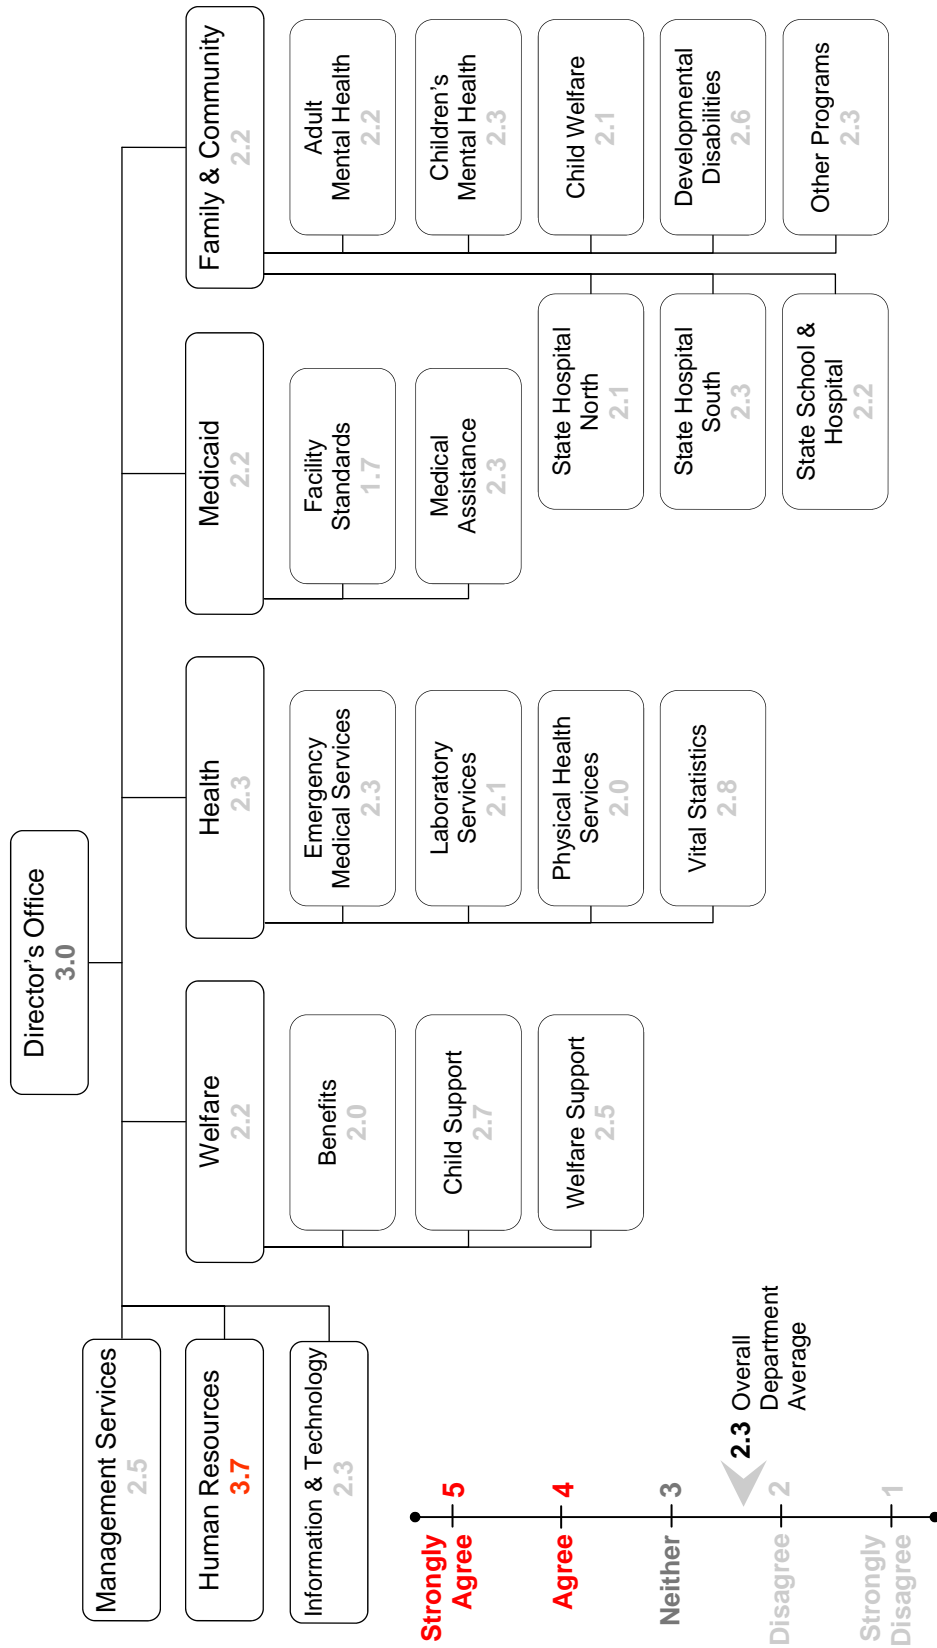 Director's Office
3.0
Management Services
2.5
Human Resources
3.7
Information & Technology
2.3
Welfare
2.2
Benefits
2.0
Child Support
2.7
Welfare Support
2.5
Health
2.3
Emergency
Medical Services
2.3
Laboratory
Services
2.1
Physical Health
Services
2.0
Vital Statistics
2.8
Medicaid
2.2
Facility
Standards
1.7
Medical
Assistance
2.3
Family & Community
2.2
State Hospital
North
2.1
State Hospital
South
2.3
State School &
Hospital
2.2
Adult
Mental Health
2.2
Children's
Mental Health
2.3
Child Welfare
2.1
Developmental
Disabilities
2.6
Other Programs
2.3
Strongly
Agree 5
Agree 4
Neither 3
2.3 Overall
Department
Average
Disagree 2
Strongly
Disagree 1